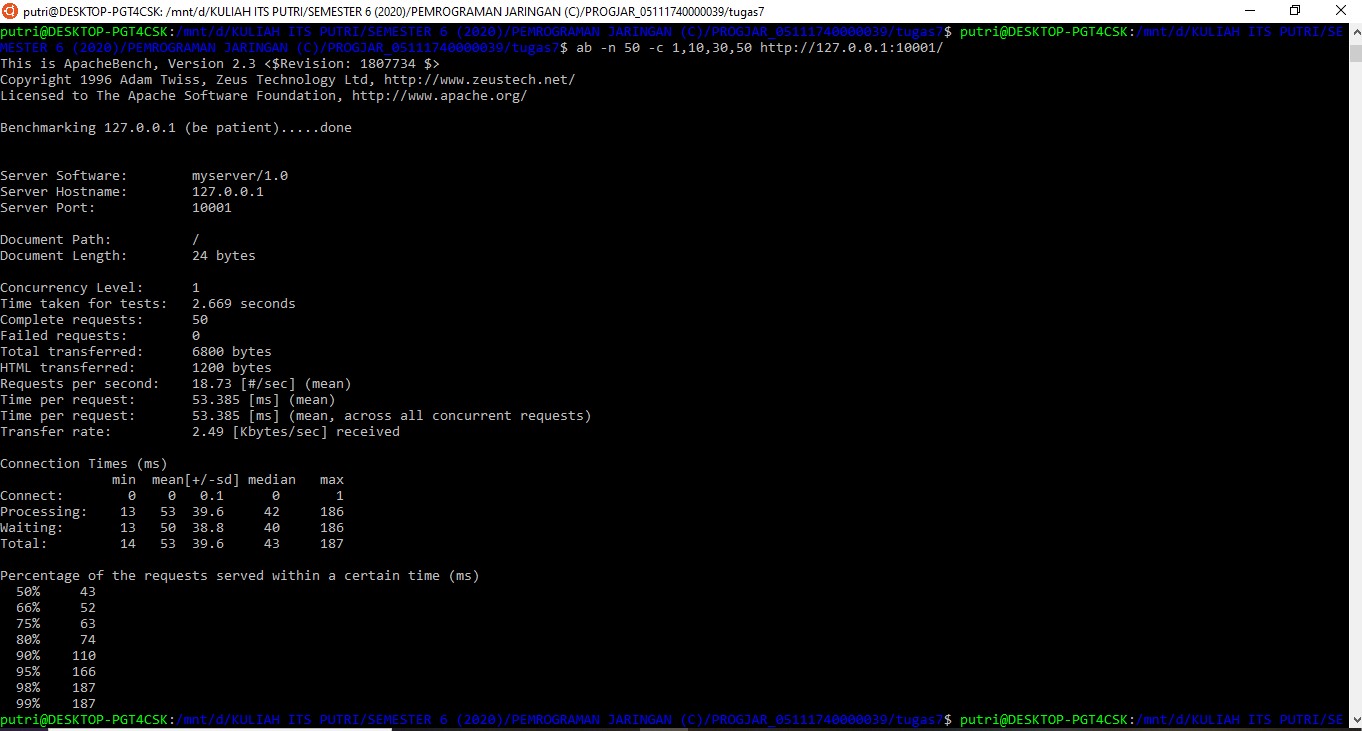 putri@DESKTOP-PGT4CSK: /mnt/d/KULIAH ITS PUTRI/SEMESTER 6 (2020)/PEMROGRAMAN JARINGAN (C)/PROGJAR_05111740000039/tugas7
putri@DESKTOP-PGT4CSK:/mnt/d/KULIAH ITS PUTRI/SEMESTER 6 (2020)/PEMROGRAMAN JARINGAN (C)/PROGJAR_05111740000039/tugas7$ putri@DESKTOP-PGT4CSK:/mnt/d/KULIAH ITS PUTRI/SE
MESTER 6 (2020)/PEMROGRAMAN JARINGAN (C)/PROGJAR_05111740000039/tugas7$ ab -n 50 -c 1,10,30,50 http://127.0.0.1:10001/
This is ApacheBench, Version 2.3 <$Revision: 1807734 $>
Copyright 1996 Adam Twiss, Zeus Technology Ltd, http://www.zeustech.net/
Licensed to The Apache Software Foundation, http://www.apache.org/
Benchmarking 127.0.0.1 (be patient).....done
Server Software:        myserver/1.0
Server Hostname:        127.0.0.1
Server Port:            10001
Document Path:          /
Document Length:        24 bytes
Concurrency Level:      1
Time taken for tests:   2.669 seconds
Complete requests:      50
Failed requests:        0
Total transferred:      6800 bytes
HTML transferred:       1200 bytes
Requests per second:    18.73 [#/sec] (mean)
Time per request:       53.385 [ms] (mean)
Time per request:       53.385 [ms] (mean, across all concurrent requests)
Transfer rate:          2.49 [Kbytes/sec] received
Connection Times (ms)
              min  mean[+/-sd] median   max
Connect:        0    0   0.1      0       1
Processing:    13   53  39.6     42     186
Waiting:       13   50  38.8     40     186
Total:         14   53  39.6     43     187
Percentage of the requests served within a certain time (ms)
  50%     43
  66%     52
  75%     63
  80%     74
  90%    110
  95%    166
  98%    187
  99%    187
putri@DESKTOP-PGT4CSK:/mnt/d/KULIAH ITS PUTRI/SEMESTER 6 (2020)/PEMROGRAMAN JARINGAN (C)/PROGJAR_05111740000039/tugas7$ putri@DESKTOP-PGT4CSK:/mnt/d/KULIAH ITS PUTRI/SE